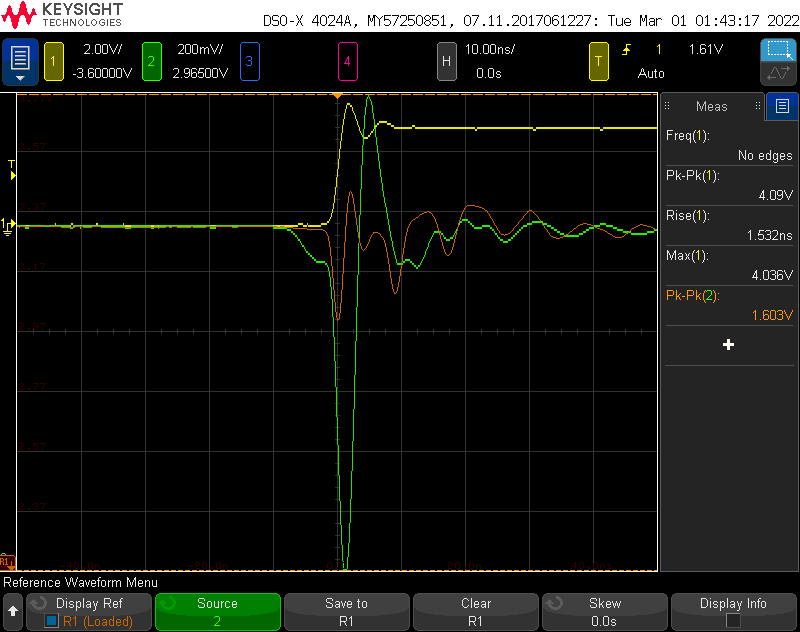 KEYSIGHT
TECHNOLOGIES
DSO-X 4024A, MY57250851, 07.11.2017061227: Tue Mar 01 01:43:17 2022
1 2.00V/ 2 200mV/ 3 4 H 10.00ns/ T 1 1.61V
-3.60000V 2.96500V 0.0s Auto
Meas
Freq(1):
No edges
Pk-Pk(1):
4.09V
Rise(1):
1.532ns
Max(1):
4.036V
Pk-Pk(2):
1.603V
T
1
R1
Reference Waveform Menu
Display Ref
R1 (Loaded)
Source
2
Save to
R1
Clear
R1
Skew
0.0s
Display Info